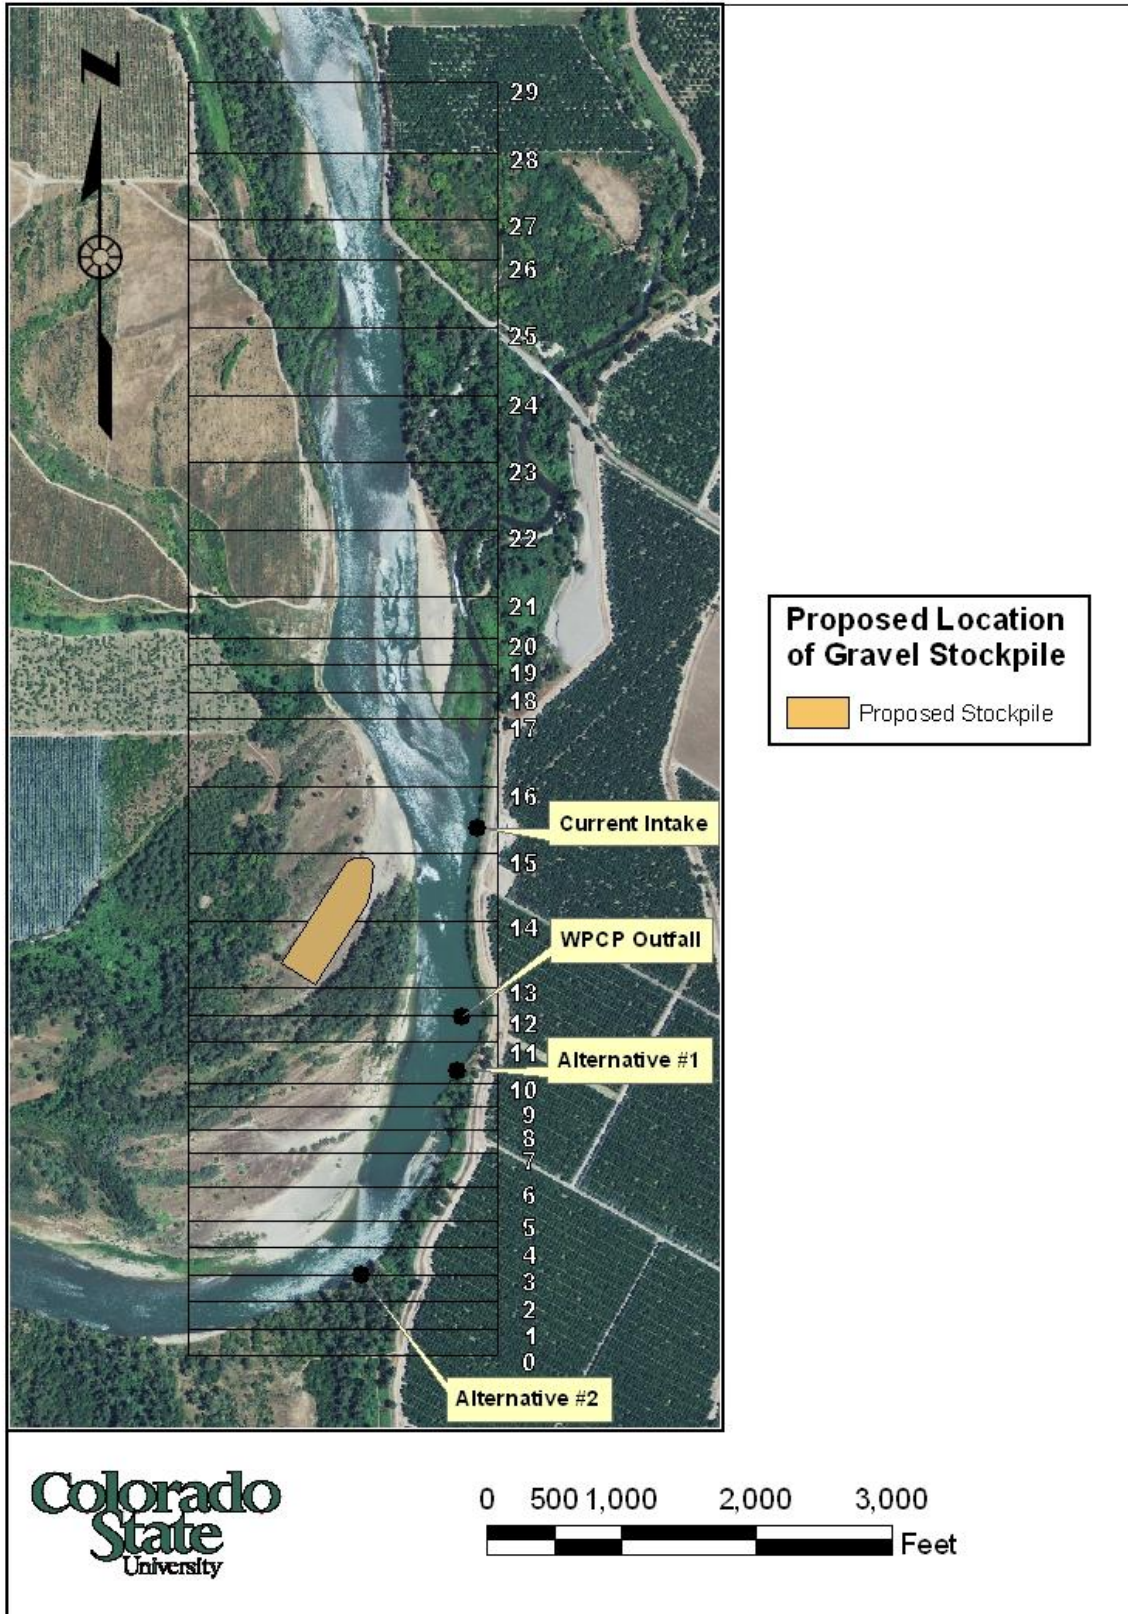 N
29
28
27
26
25
24
23
22
21
20
19
18
17
16
Current Intake
15
14
WPCP Outfall
13
12
11
Alternative #1
10
9
8
7
6
5
4
3
2
1
0
Alternative #2
Proposed Location
of Gravel Stockpile
Proposed Stockpile
Colorado
State
University
0 500 1,000 2,000 3,000
Feet